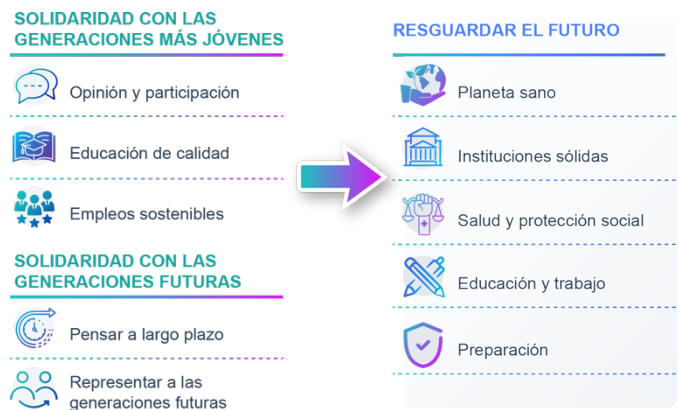 SOLIDARIDAD CON LAS
GENERACIONES MÁS JÓVENES
Opinión y participación
Educación de calidad
Empleos sostenibles
SOLIDARIDAD CON LAS
GENERACIONES FUTURAS
Pensar a largo plazo
Representar a las
generaciones futuras
RESGUARDAR EL FUTURO
Planeta sano
Instituciones sólidas
Salud y protección social
Educación y trabajo
Preparación